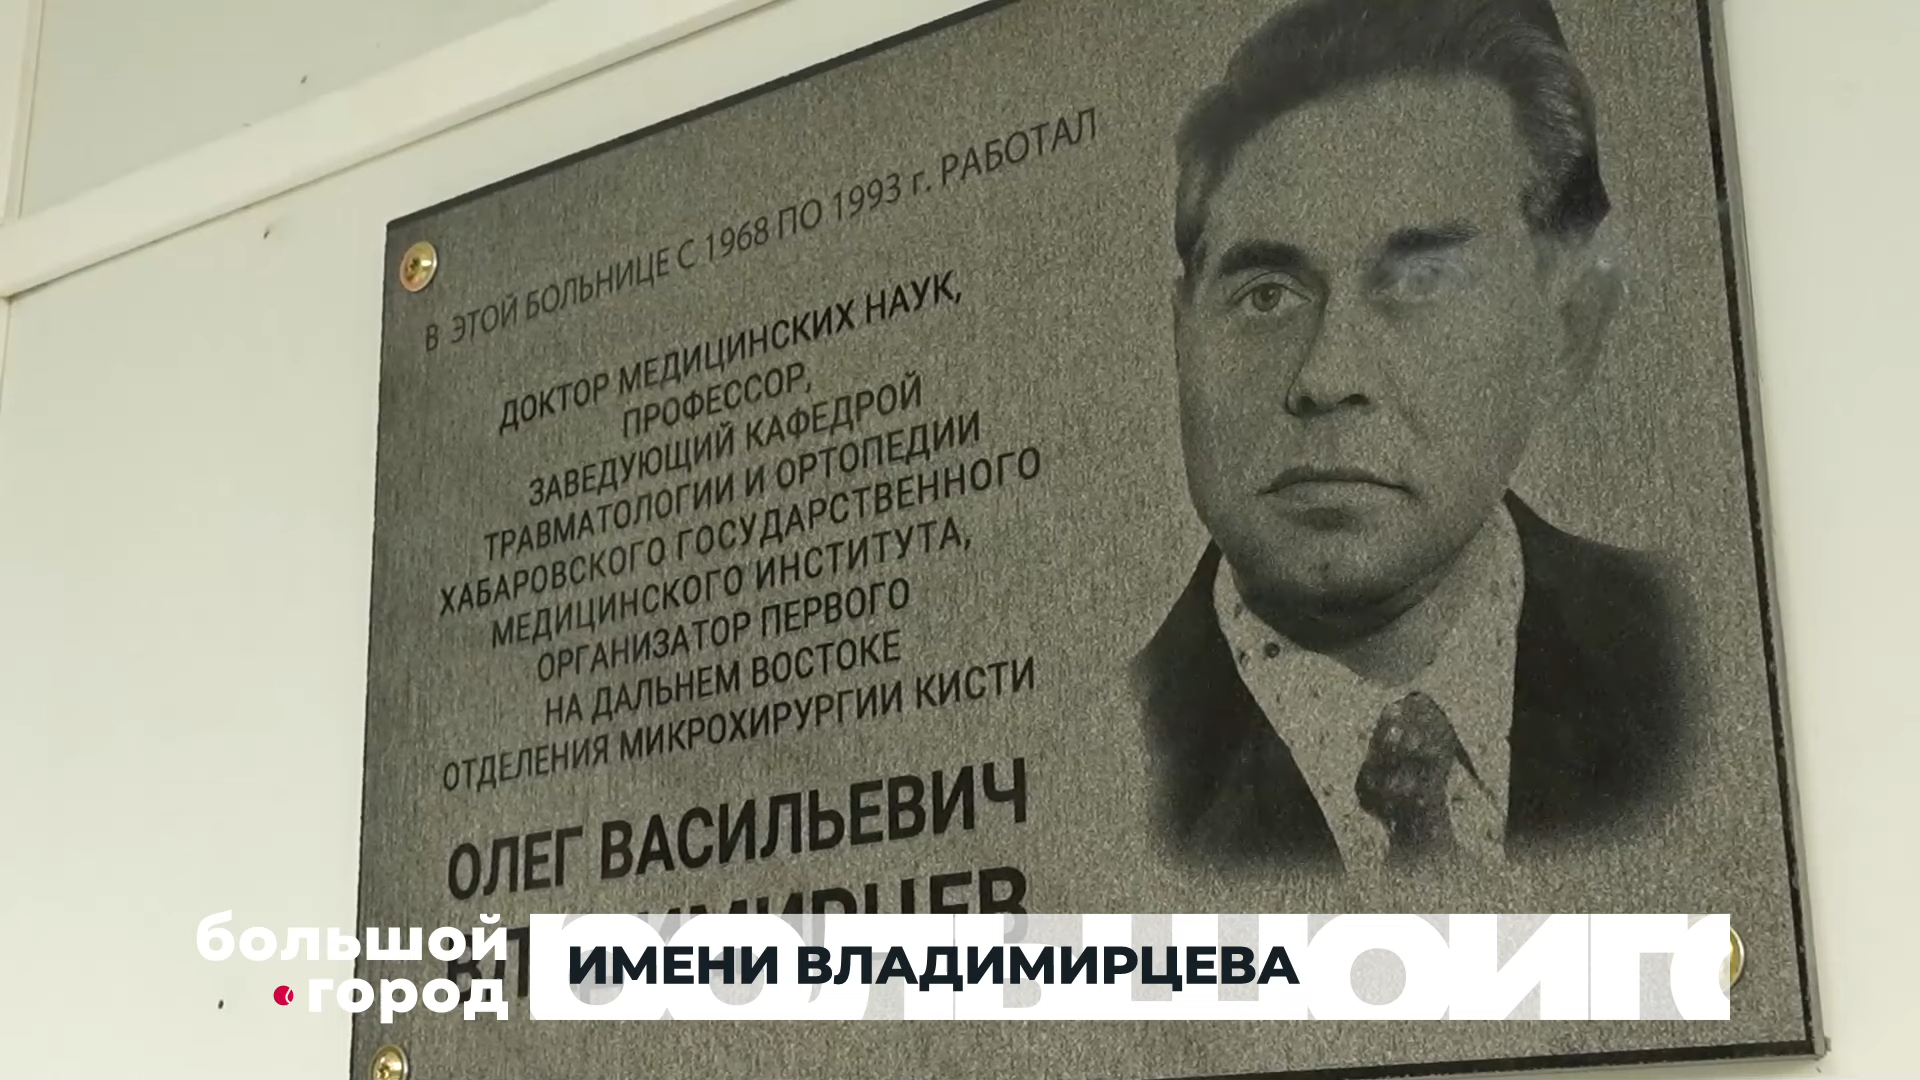 В ЭТОЙ БОЛЬНИЦЕ С 1968 ПО 1993 г. РАБОТАЛ
ДОКТОР МЕДИЦИНСКИХ НАУК,
ПРОФЕССОР,
ЗАВЕДУЮЩИЙ КАФЕДРОЙ
ТРАВМАТОЛОГИИ И ОРТОПЕДИИ
ХАБАРОВСКОГО ГОСУДАРСТВЕННОГО
МЕДИЦИНСКОГО ИНСТИТУТА,
ОРГАНИЗАТОР ПЕРВОГО
НА ДАЛЬНЕМ ВОСТОКЕ
ОТДЕЛЕНИЯ МИКРОХИРУРГИИ КИСТИ
ОЛЕГ ВАСИЛЬЕВИЧ
большой
город
ИМЕНИ ВЛАДИМИРЦЕВА